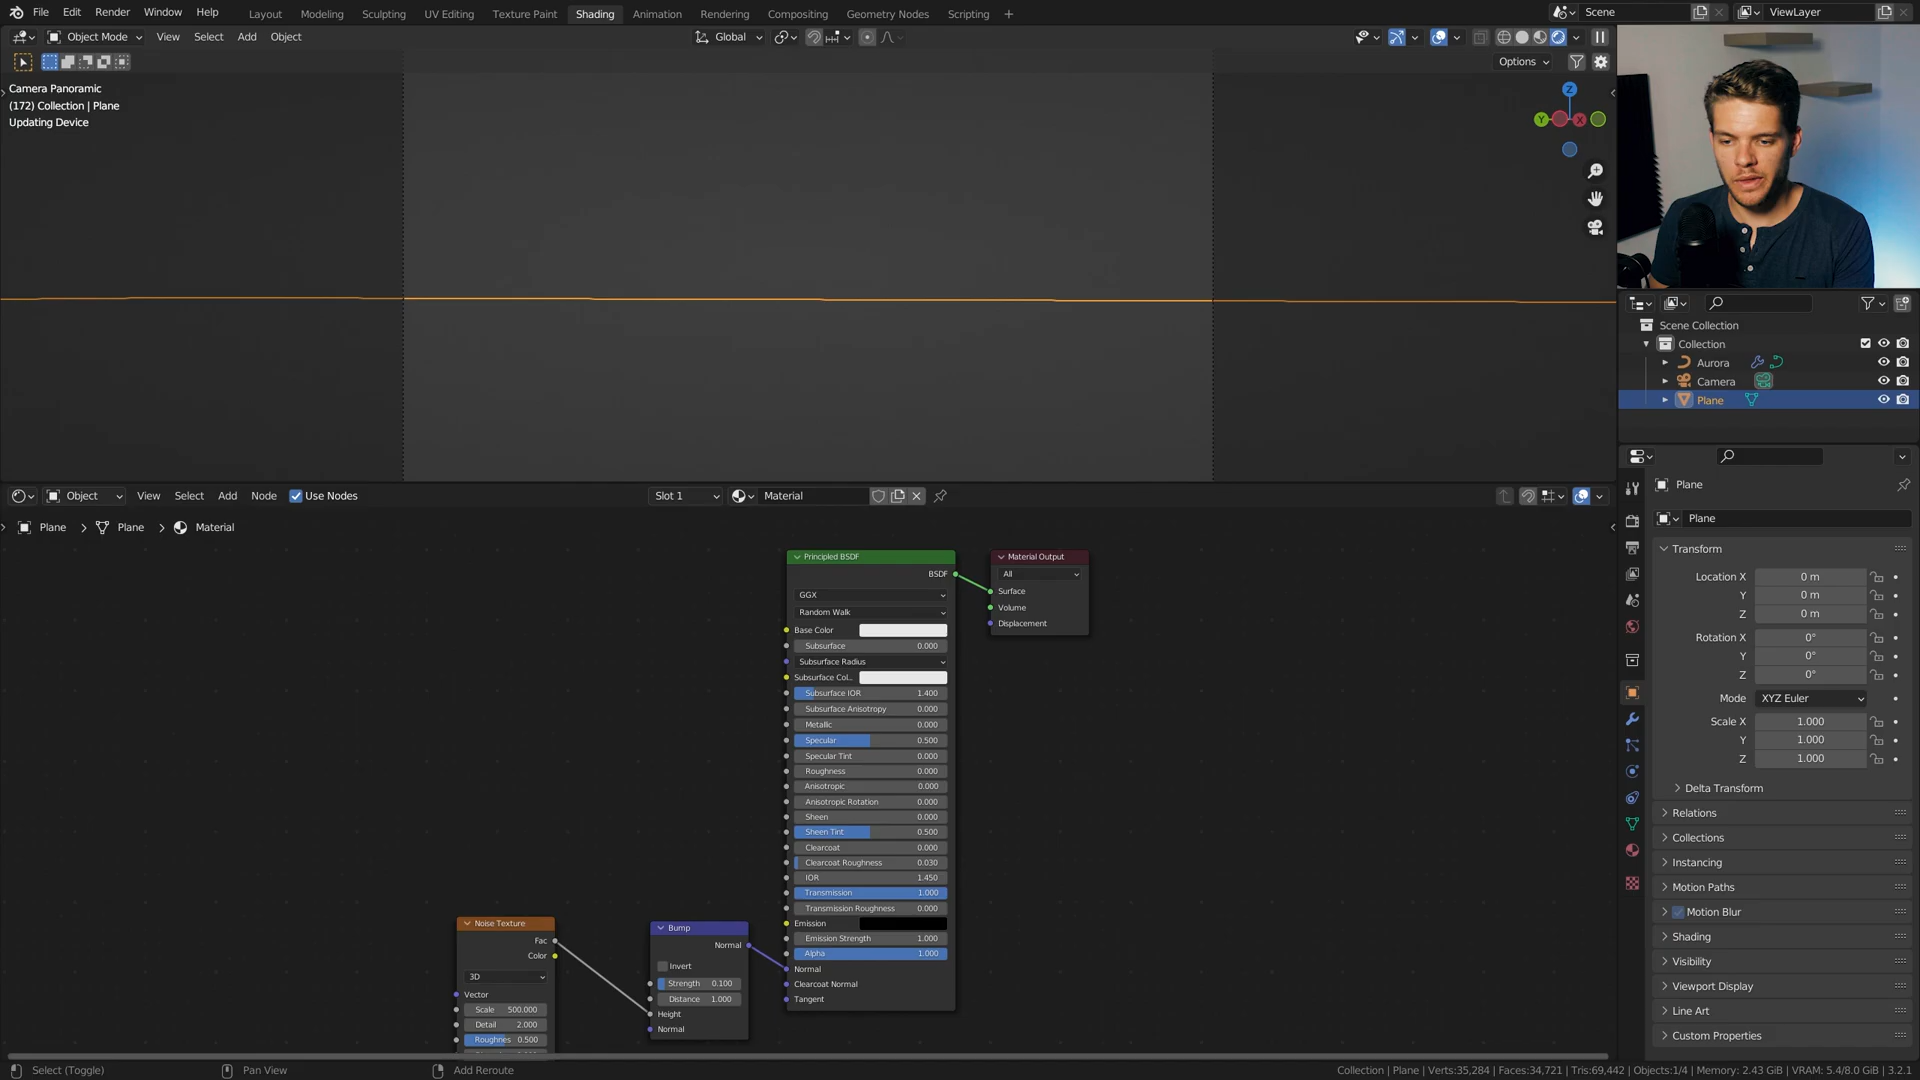 File Edit Render Window Help Layout Modeling Sculpting UV Editing Texture Paint Shading Animation Rendering Compositing Geometry Nodes Scripting + Scene ViewLayer
Object Mode View Select Add Object Global
Options
Camera Panoramic
(172) Collection | Plane
Updating Device
Z
Y X
Scene Collection
Collection
Aurora
Camera
Plane
Object View Select Add Node Use Nodes Slot 1 Material
Plane > Plane > Material
Principled BSDF
BSDF
GGX
Random Walk
Base Color
Subsurface 0.000
Subsurface Radius
Subsurface Col...
Subsurface IOR 1.400
Subsurface Anisotropy 0.000
Metallic 0.000
Specular 0.500
Specular Tint 0.000
Roughness 0.000
Anisotropic 0.000
Anisotropic Rotation 0.000
Sheen 0.000
Sheen Tint 0.500
Clearcoat 0.000
Clearcoat Roughness 0.030
IOR 1.450
Transmission 1.000
Transmission Roughness 0.000
Emission
Emission Strength 1.000
Alpha 1.000
Normal
Clearcoat Normal
Tangent
Material Output
All
Surface
Volume
Displacement
Noise Texture
Fac
Color
3D
Vector
Scale 500.000
Detail 2.000
Roughnes 0.500
Bump
Normal
Invert
Strength 0.100
Distance 1.000
Height
Normal
Plane
Plane
Transform
Location X 0 m
Y 0 m
Z 0 m
Rotation X 0°
Y 0°
Z 0°
Mode XYZ Euler
Scale X 1.000
Y 1.000
Z 1.000
Delta Transform
Relations
Collections
Instancing
Motion Paths
Motion Blur
Shading
Visibility
Viewport Display
Line Art
Custom Properties
Select (Toggle) Pan View Add Reroute Collection | Plane | Verts:35,284 | Faces:34,721 | Tris:69,442 | Objects:1/4 | Memory: 2.43 GiB | VRAM: 5.4/8.0 GiB | 3.2.1